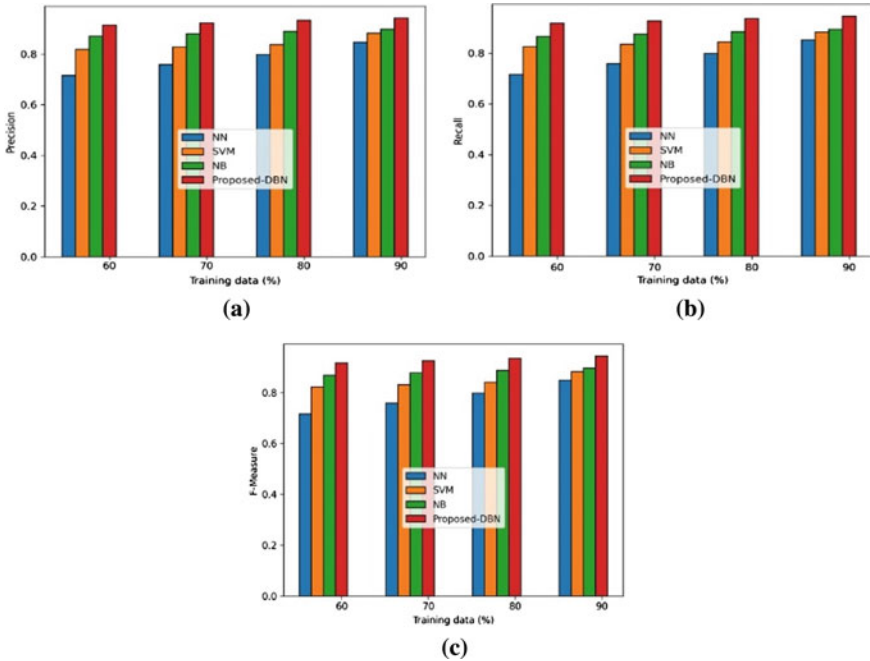 Precision
0.8
0.6
0.4
0.2
0.0
NN
SVM
NB
Proposed-DBN
60 70 80 90
Training data (%)
(a)
Recall
0.8
0.6
0.4
0.2
0.0
NN
SVM
NB
Proposed-DBN
60 70 80 90
Training data (%)
(b)
F-Measure
0.8
0.6
0.4
0.2
0.0
NN
SVM
NB
Proposed-DBN
60 70 80 90
Training data (%)
(c)